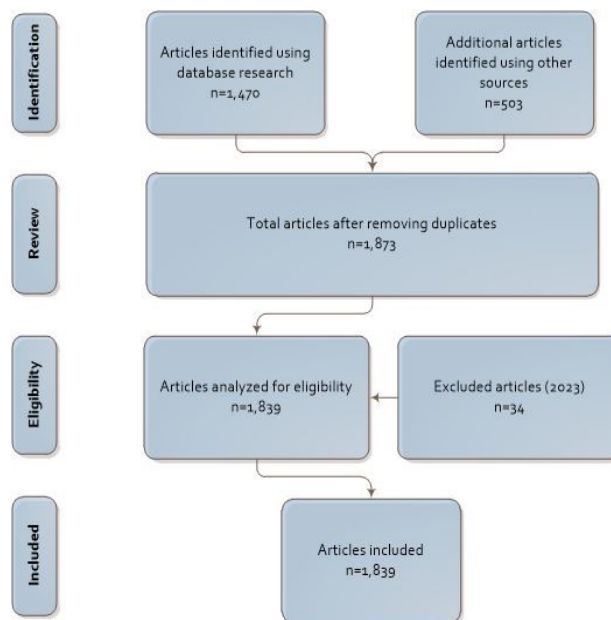 Identification
Articles identified using
database research
n=1,470
Additional articles
identified using other
sources
n=503
Review
Total articles after removing duplicates
n=1,873
Eligibility
Articles analyzed for eligibility
n=1,839
Excluded articles (2023)
n=34
Included
Articles included
n=1,839